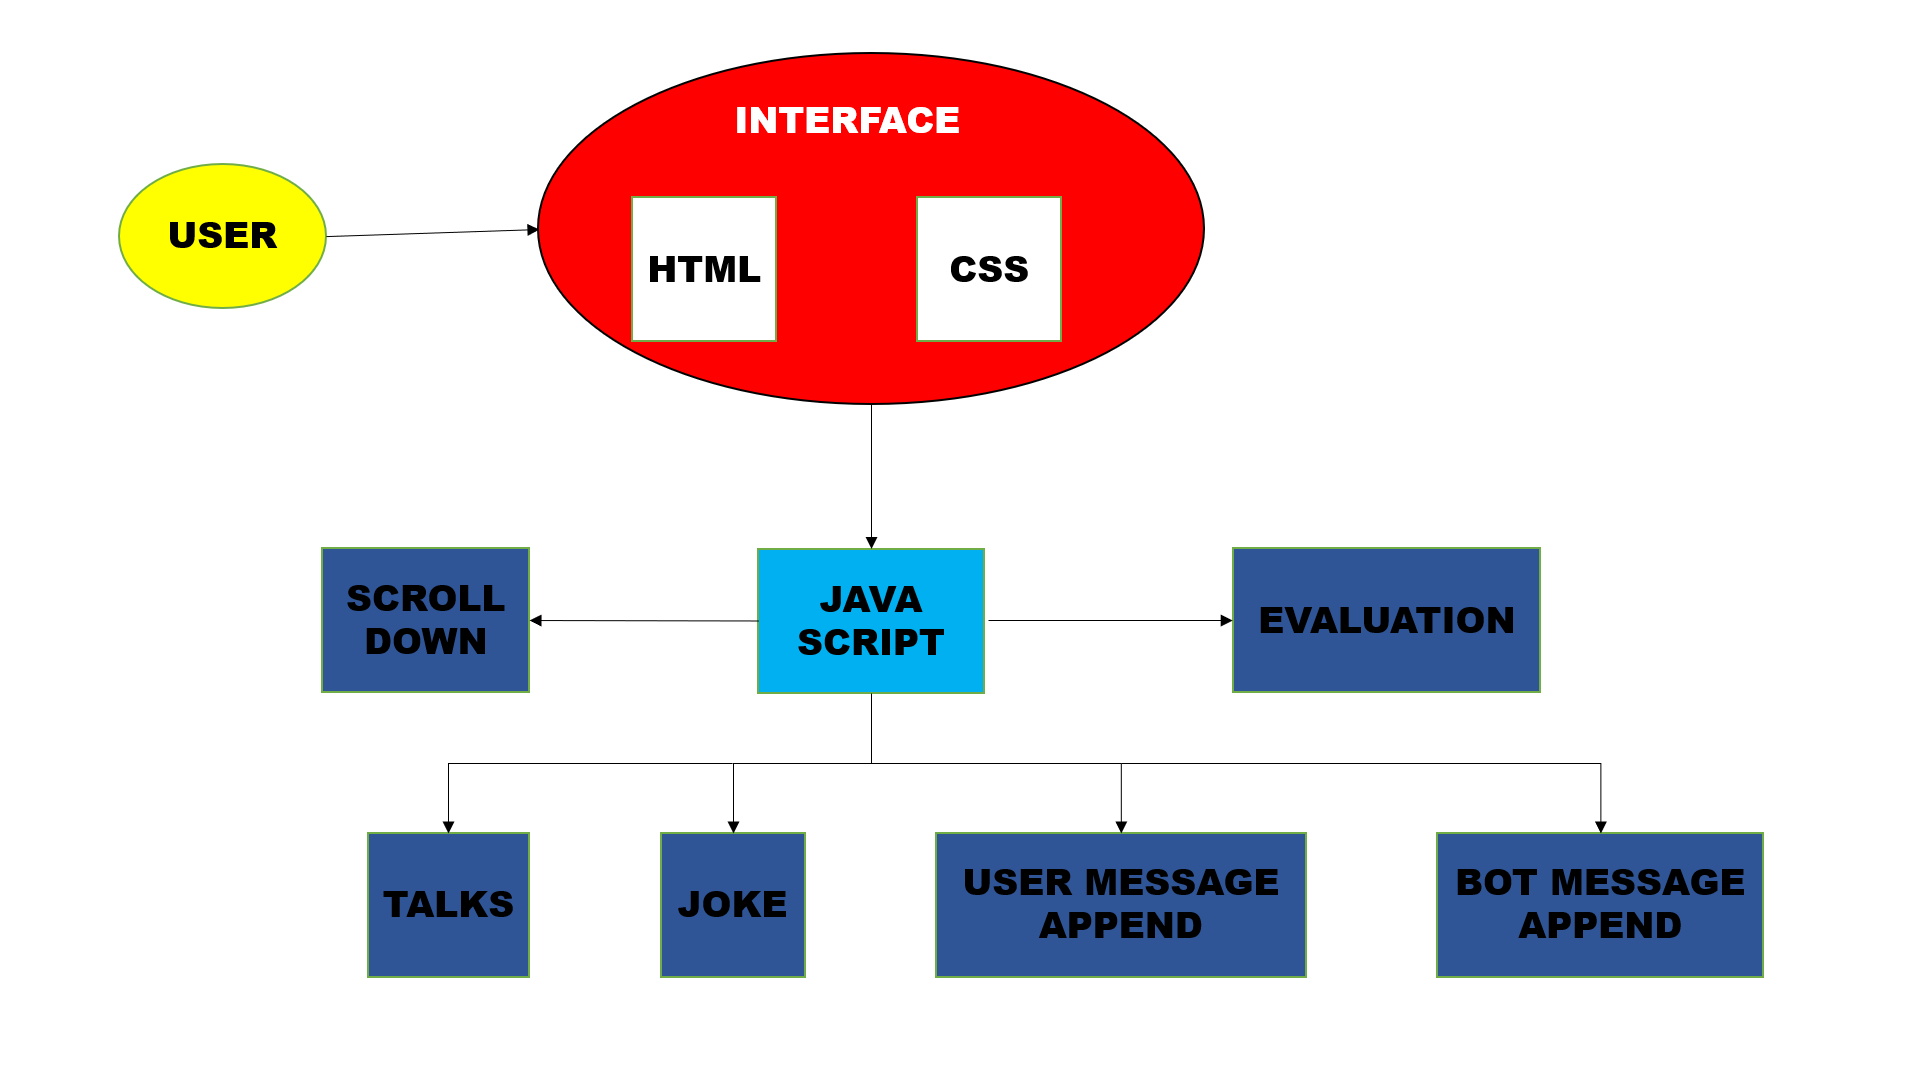 INTERFACE
USER
HTML
CSS
SCROLL
DOWN
JAVA
SCRIPT
EVALUATION
TALKS
JOKE
USER MESSAGE
APPEND
BOT MESSAGE
APPEND